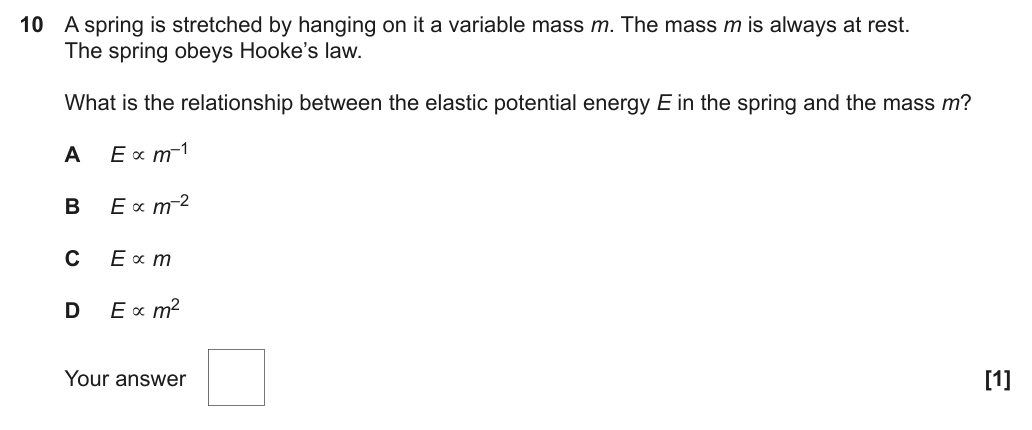 10 A spring is stretched by hanging on it a variable mass m. The mass m is always at rest.
The spring obeys Hooke’s law.
What is the relationship between the elastic potential energy E in the spring and the mass m?
A E ∝ m⁻¹
B E ∝ m⁻²
C E ∝ m
D E ∝ m²
Your answer [1]